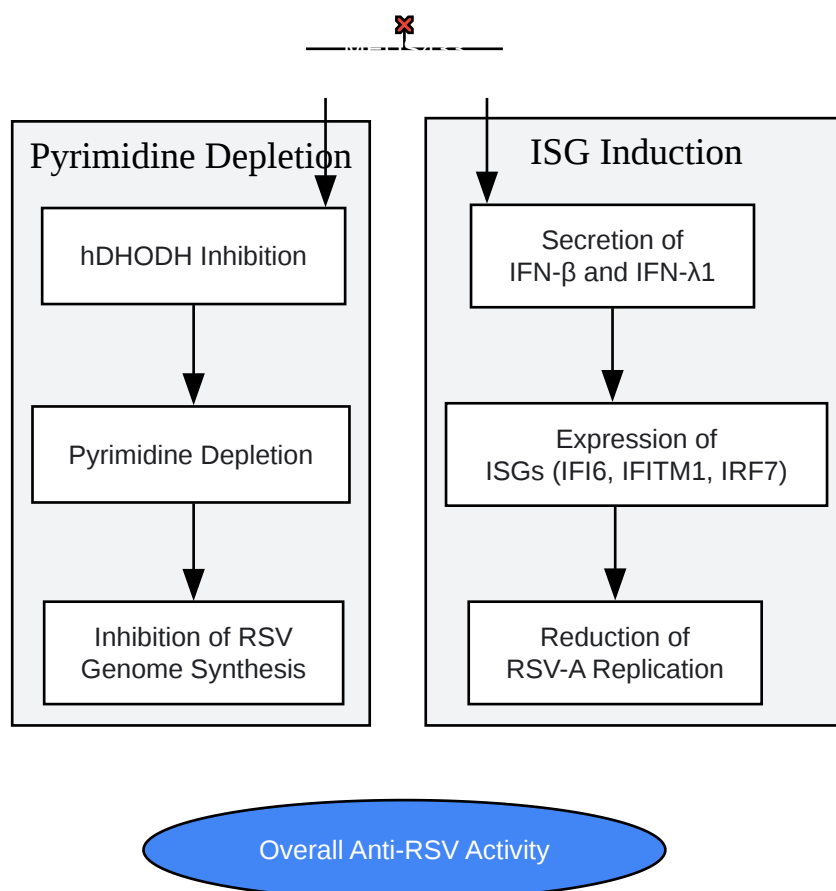 Pyrimidine Depletion
hDHODH Inhibition
Pyrimidine Depletion
Inhibition of RSV
Genome Synthesis
ISG Induction
Secretion of
IFN-β and IFN-λ1
Expression of
ISGs (IFI6, IFITM1, IRF7)
Reduction of
RSV-A Replication
Overall Anti-RSV Activity